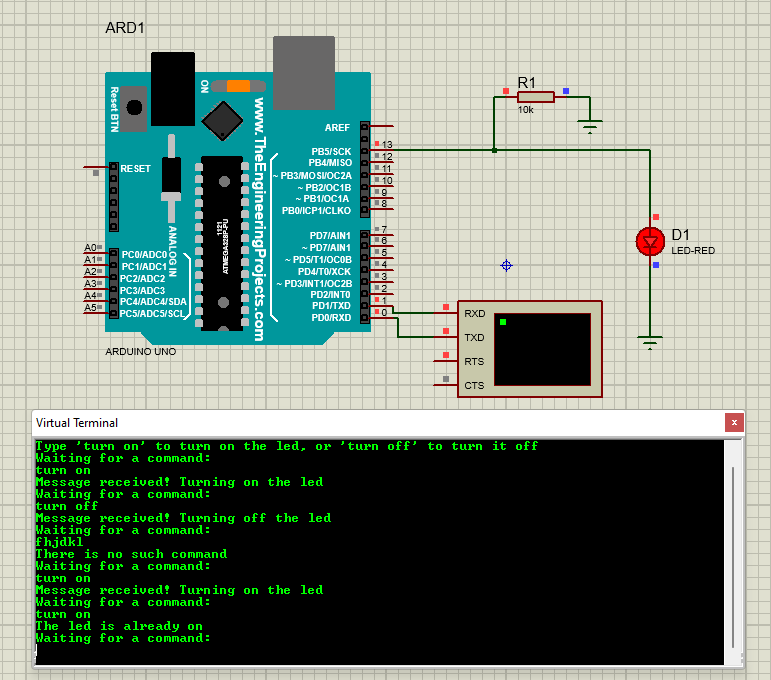 ARD1
ON
Reset BTN
www.TheEngineeringProjects.com
1121
ATMEGA328P-PU
RESET
ANALOG IN
A0 PC0/ADC0
A1 PC1/ADC1
A2 PC2/ADC2
A3 PC3/ADC3
A4 PC4/ADC4/SDA
A5 PC5/ADC5/SCL
AREF
PB5/SCK 13
PB4/MISO 12
~ PB3/MOSI/OC2A 11
~ PB2/OC1B 10
~ PB1/OC1A 9
PB0/ICP1/CLKO 8
PD7/AIN1 7
~ PD7/AIN1 6
~ PD5/T1/OC0B 5
PD4/T0/XCK 4
~ PD3/INT1/OC2B 3
PD2/INT0 2
PD1/TXD 1
PD0/RXD 0
ARDUINO UNO
R1
10k
D1
LED-RED
RXD
TXD
RTS
CTS
Virtual Terminal
x
Type 'turn on' to turn on the led, or 'turn off' to turn it off
Waiting for a command:
turn on
Message received! Turning on the led
Waiting for a command:
turn off
Message received! Turning off the led
Waiting for a command:
fhjdkl
There is no such command
Waiting for a command:
turn on
Message received! Turning on the led
Waiting for a command:
turn on
The led is already on
Waiting for a command: